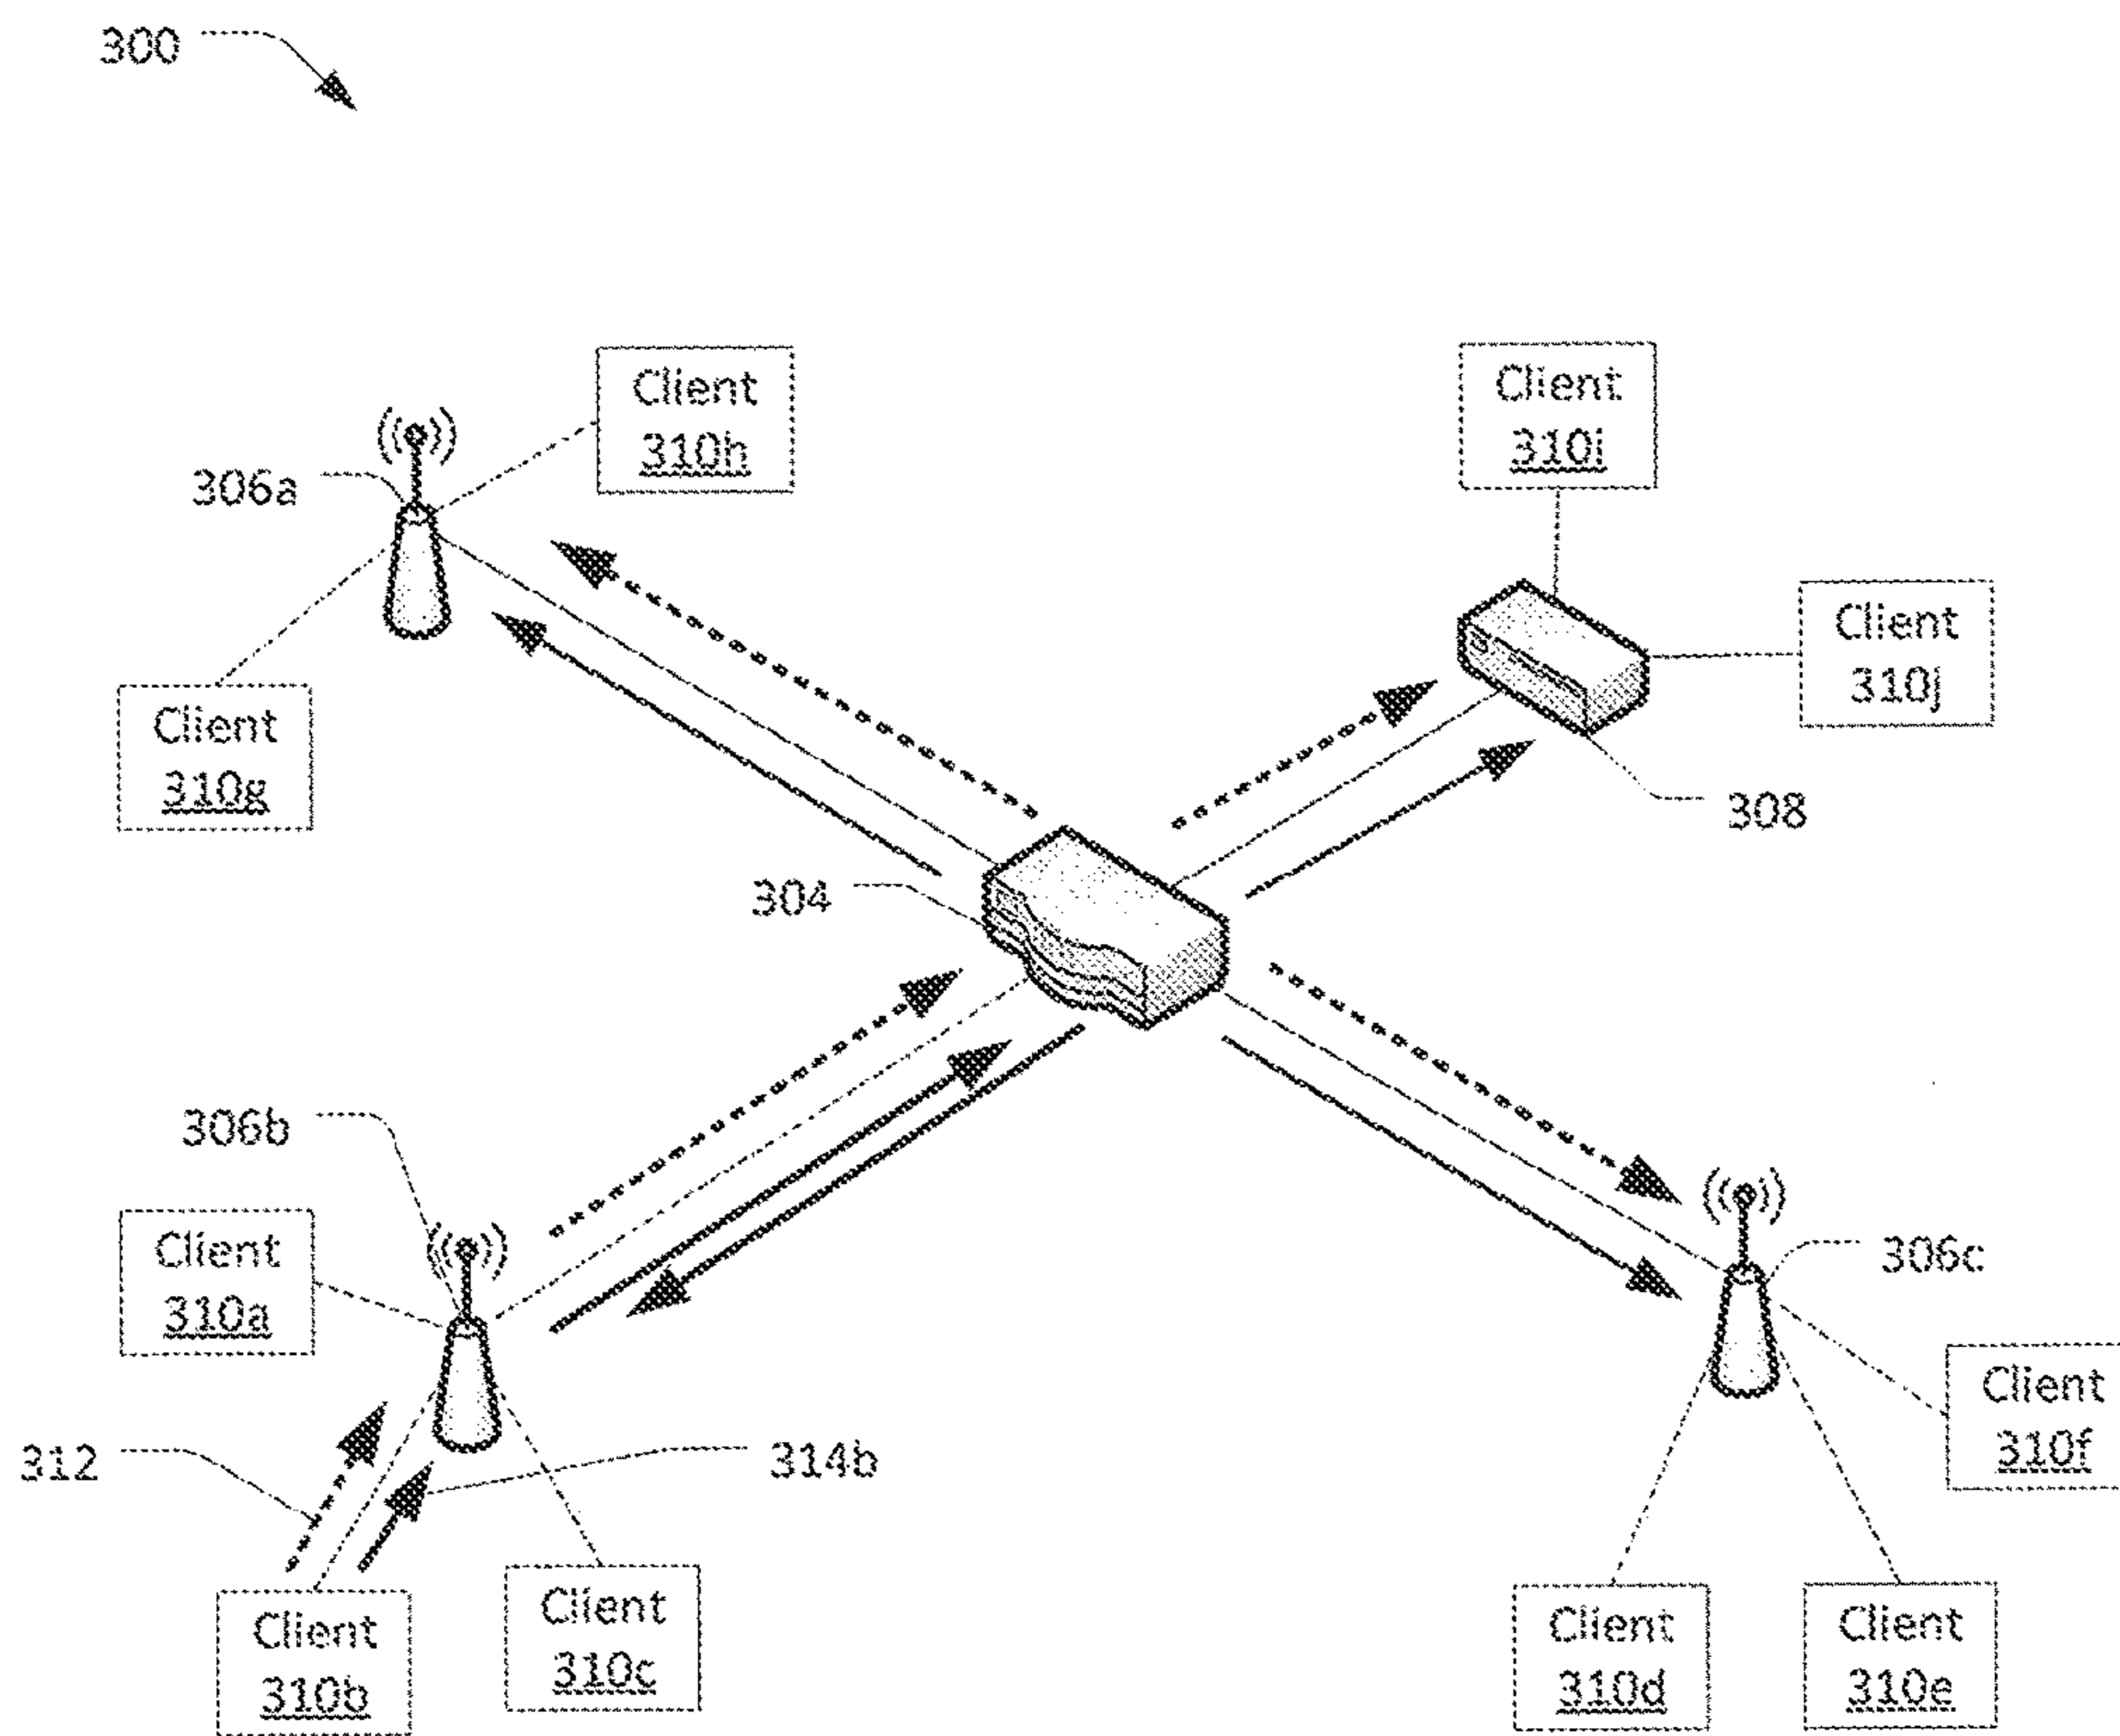 300
Client
310h
Client
310i
306a
Client
310j
Client
310g
308
304
306b
Client
310a
306c
Client
310f
312
314b
Client
310b
Client
310c
Client
310d
Client
310e